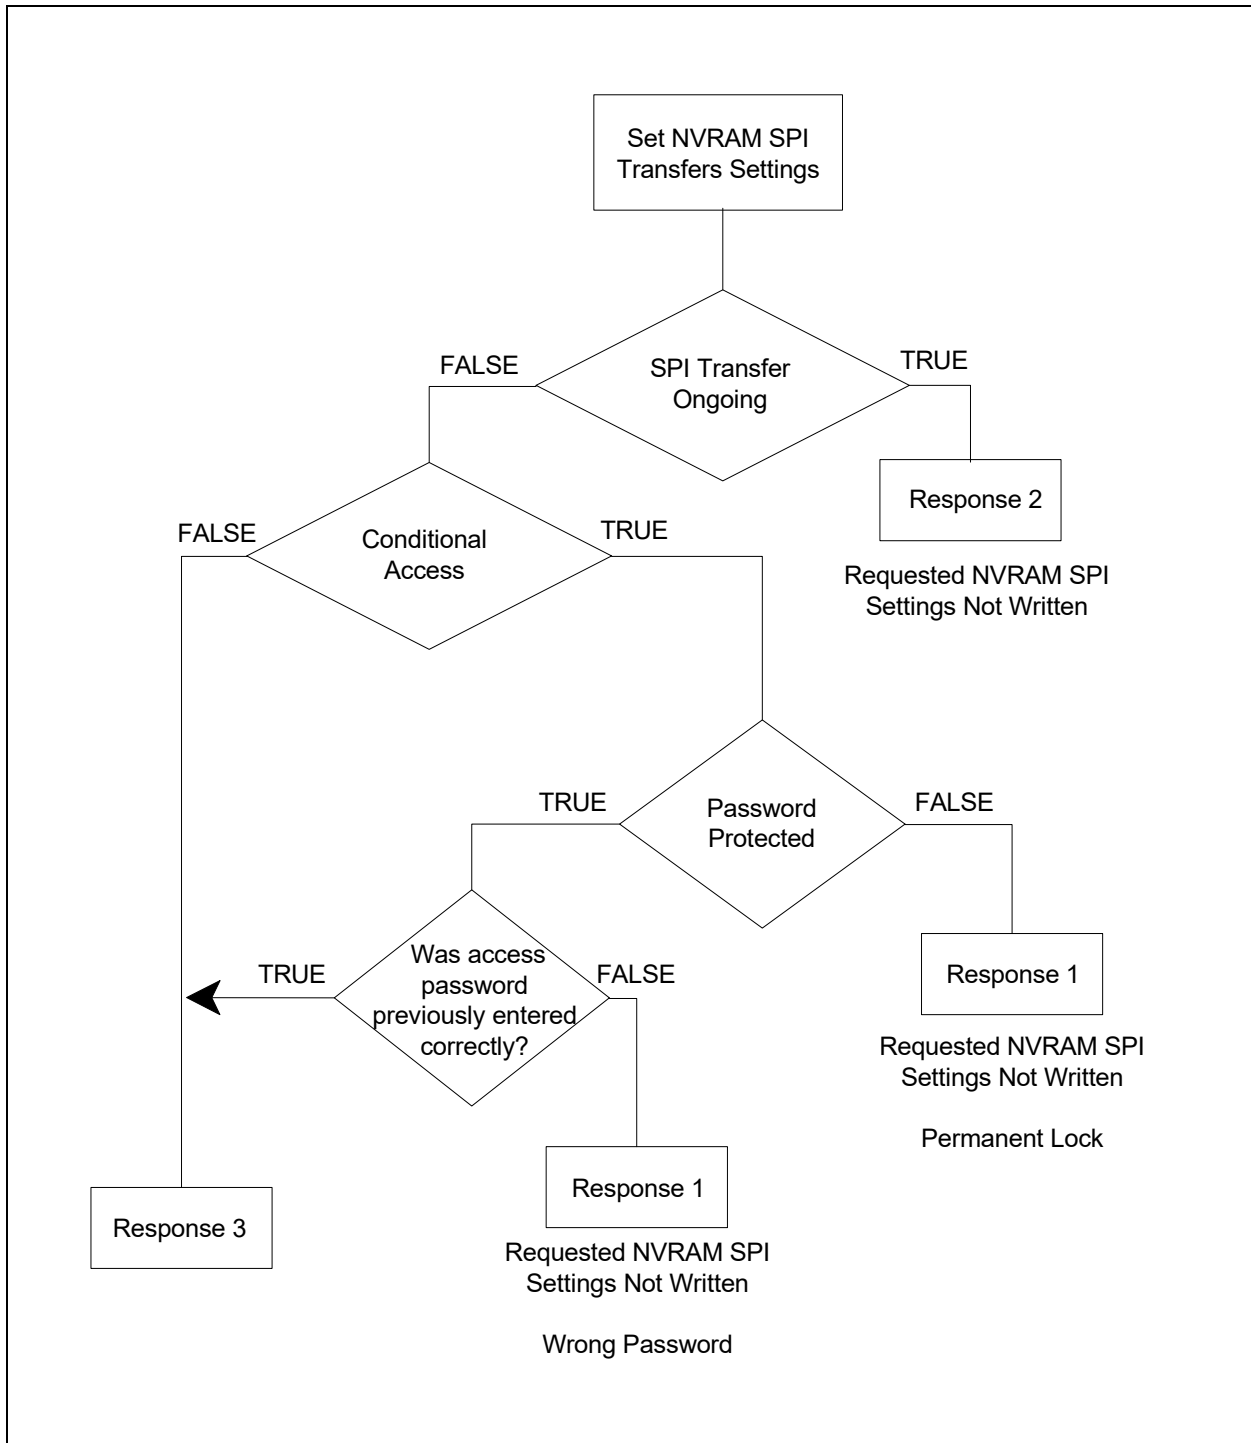 Set NVRAM SPI
Transfers Settings
FALSE
TRUE
SPI Transfer
Ongoing
Response 2
Requested NVRAM SPI
Settings Not Written
FALSE
TRUE
Conditional
Access
TRUE
FALSE
Password
Protected
Response 1
Requested NVRAM SPI
Settings Not Written
Permanent Lock
TRUE
FALSE
Was access
password
previously entered
correctly?
Response 3
Response 1
Requested NVRAM SPI
Settings Not Written
Wrong Password